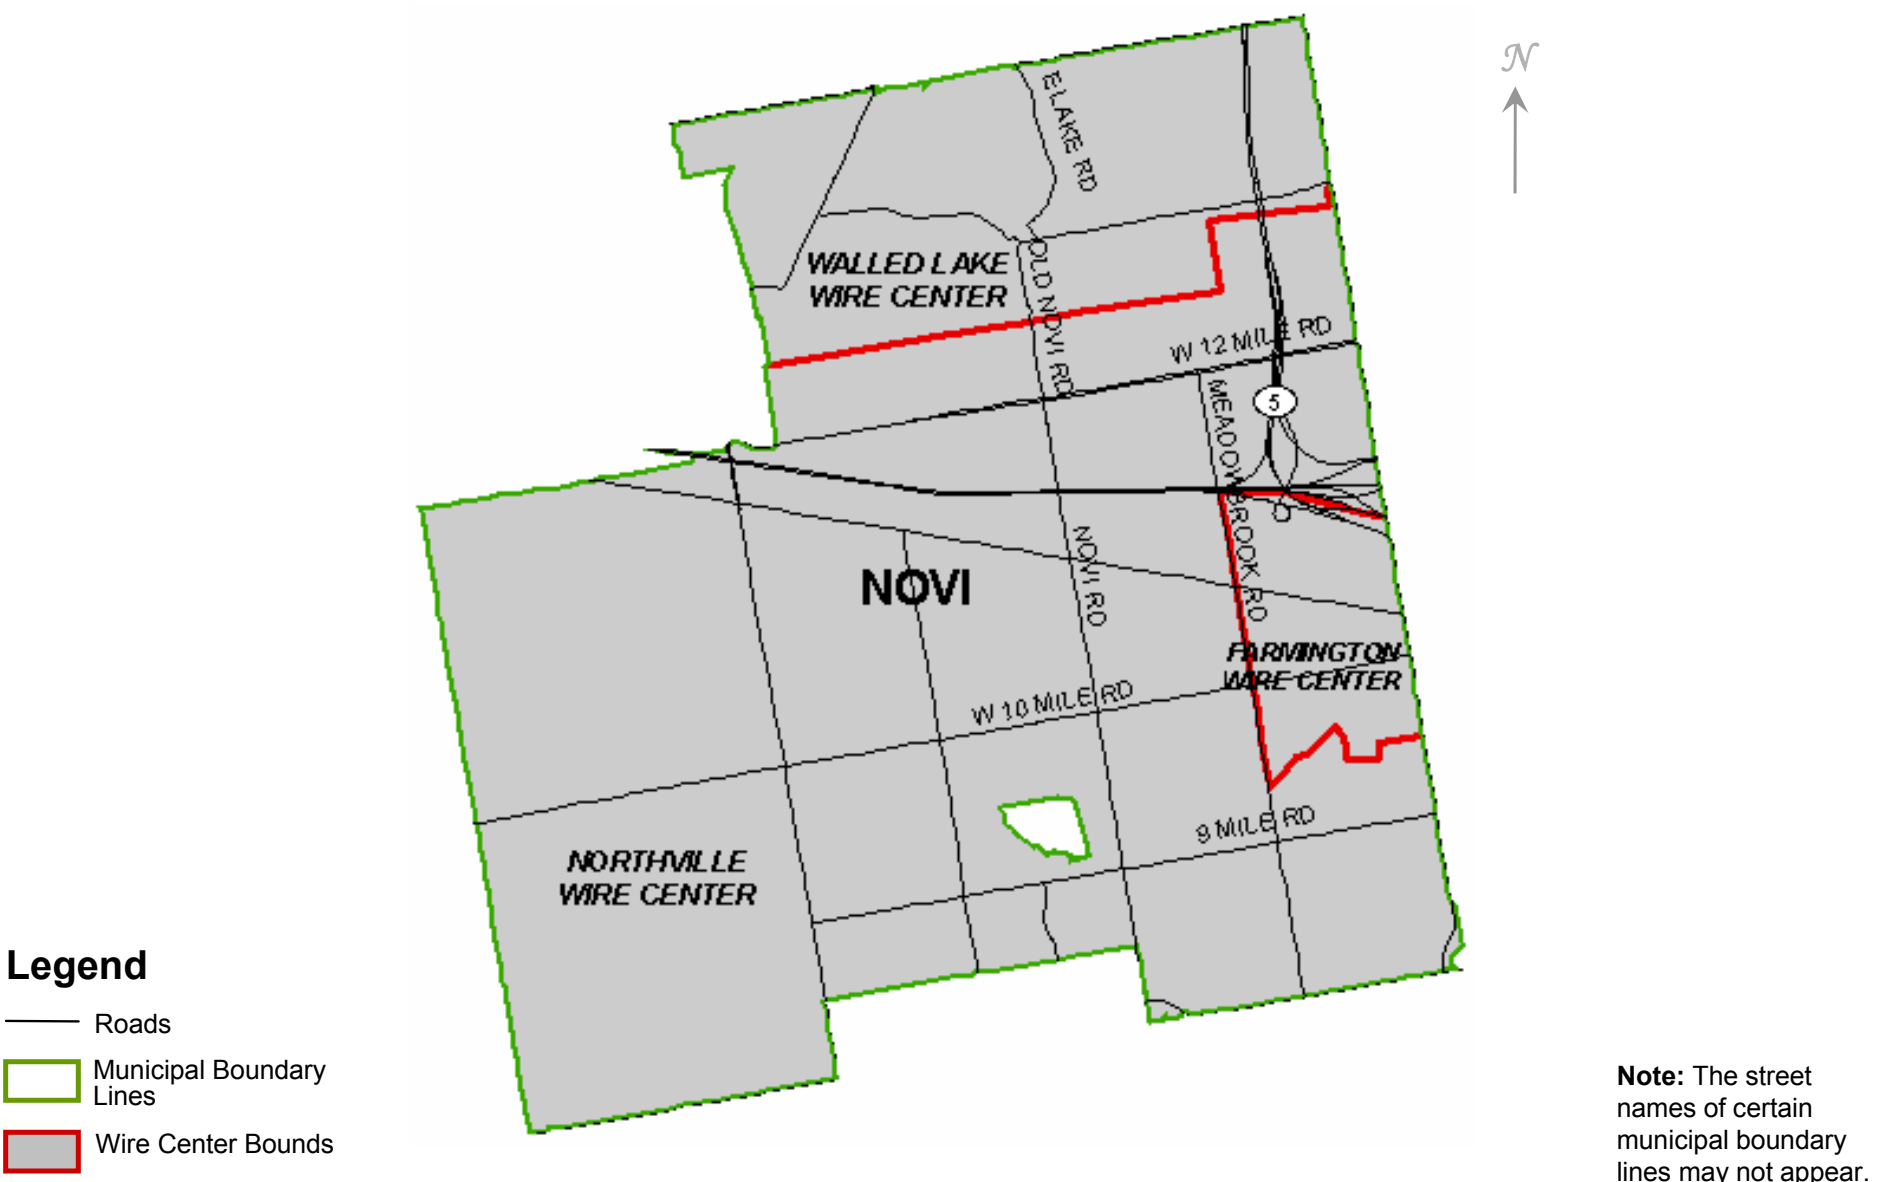 N
E LAKE RD
WALLED LAKE
WIRE CENTER
OLD NOVI RD
W 12 MILE RD
MEADOWBROOK RD
5
NOVI
NOVI RD
FARMINGTON
WIRE CENTER
W 10 MILE RD
9 MILE RD
NORTHVILLE
WIRE CENTER
Legend
Roads
Municipal Boundary
Lines
Wire Center Bounds
Note: The street
names of certain
municipal boundary
lines may not appear.